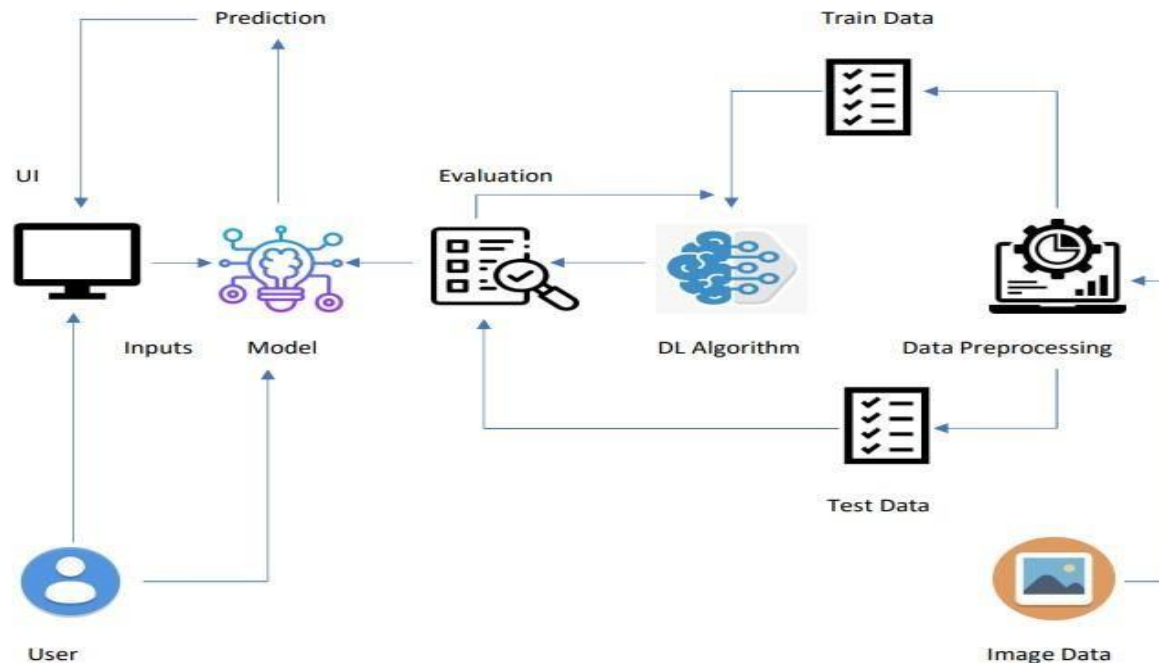 Prediction
Train Data
UI
Evaluation
Inputs
Model
DL Algorithm
Data Preprocessing
Test Data
User
Image Data